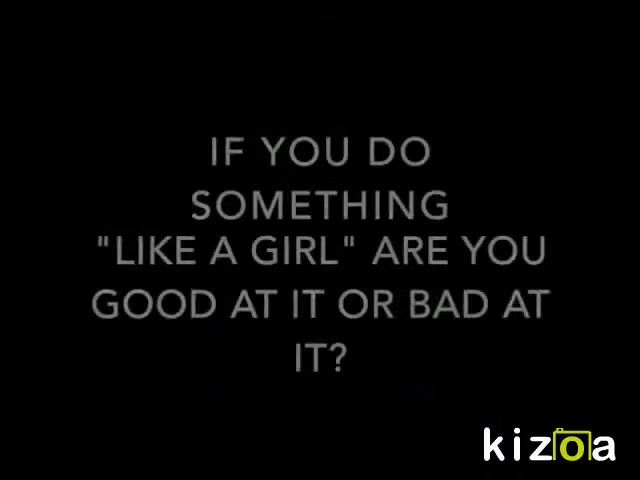 IF YOU DO
SOMETHING
"LIKE A GIRL" ARE YOU
GOOD AT IT OR BAD AT
IT?
kizoa